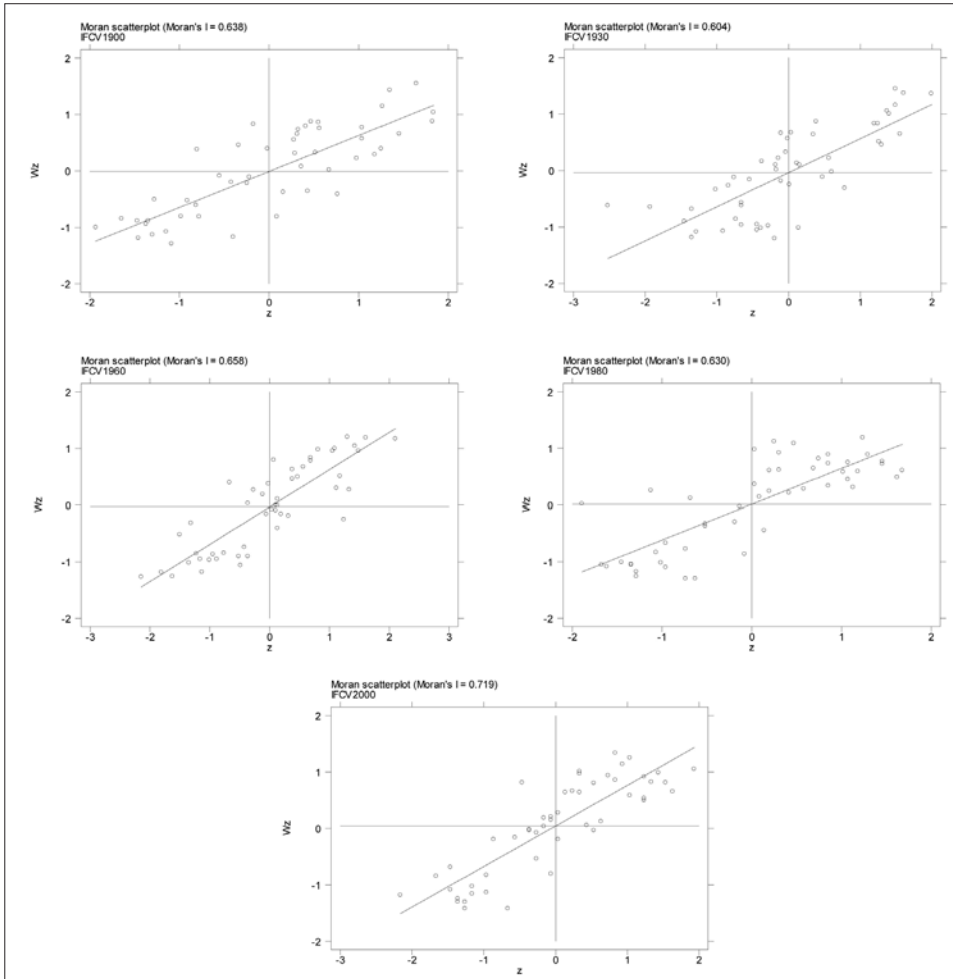 Moran scatterplot (Moran's I = 0.638)
IFCV1900
2
1
0
-1
-2
Wz
-2
-1
0
1
2
z
Moran scatterplot (Moran's I = 0.604)
IFCV1930
2
1
0
-1
-2
Wz
-3
-2
-1
0
1
2
z
Moran scatterplot (Moran's I = 0.658)
IFCV1960
2
1
0
-1
-2
Wz
-3
-2
-1
0
1
2
3
z
Moran scatterplot (Moran's I = 0.630)
IFCV1980
2
1
0
-1
-2
Wz
-2
-1
0
1
2
z
Moran scatterplot (Moran's I = 0.719)
IFCV2000
2
1
0
-1
-2
Wz
-3
-2
-1
0
1
2
z